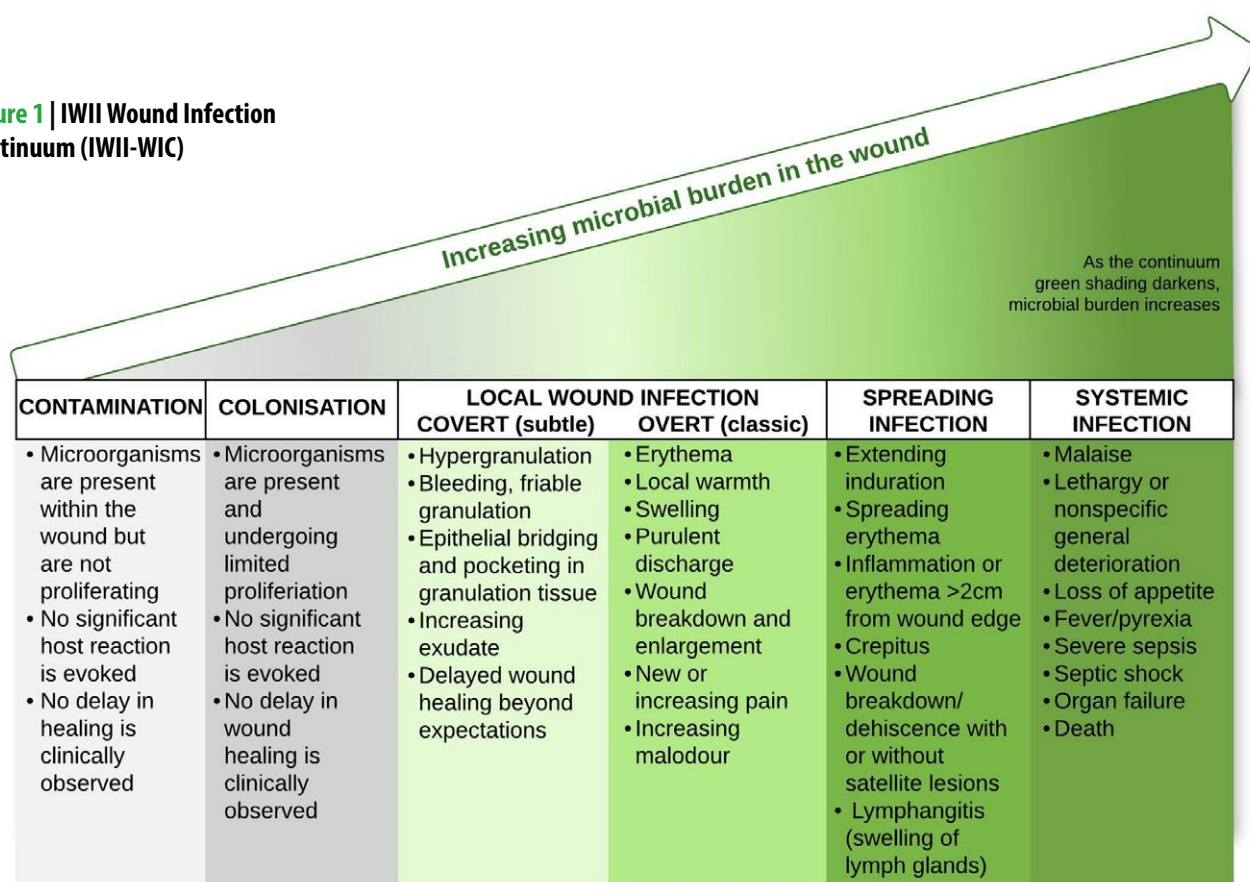 ure 1 | IWII Wound Infection
tinuum (IWII-WIC)
Increasing microbial burden in the wound
As the continuum
green shading darkens,
microbial burden increases
CONTAMINATION
• Microorganisms
are present
within the
wound but
are not
proliferating
• No significant
host reaction
is evoked
• No delay in
healing is
clinically
observed
COLONISATION
• Microorganisms
are present
and
undergoing
limited
proliferiation
• No significant
host reaction
is evoked
• No delay in
wound
healing is
clinically
observed
LOCAL WOUND INFECTION
COVERT (subtle)
• Hypergranulation
• Bleeding, friable
granulation
• Epithelial bridging
and pocketing in
granulation tissue
• Increasing
exudate
• Delayed wound
healing beyond
expectations
OVERT (classic)
• Erythema
• Local warmth
• Swelling
• Purulent
discharge
• Wound
breakdown and
enlargement
• New or
increasing pain
• Increasing
malodour
SPREADING
INFECTION
• Extending
induration
• Spreading
erythema
• Inflammation or
erythema >2cm
from wound edge
• Crepitus
• Wound
breakdown/
dehiscence with
or without
satellite lesions
• Lymphangitis
(swelling of
lymph glands)
SYSTEMIC
INFECTION
• Malaise
• Lethargy or
nonspecific
general
deterioration
• Loss of appetite
• Fever/pyrexia
• Severe sepsis
• Septic shock
• Organ failure
• Death